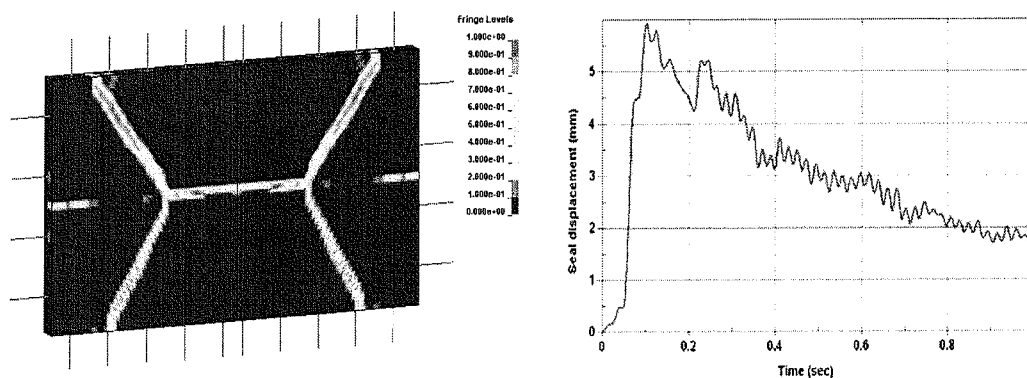 Fringe Levels
1.000e+00
9.000e-01
8.000e-01
7.000e-01
6.000e-01
5.000e-01
4.000e-01
3.000e-01
2.000e-01
1.000e-01
0.000e+00
Seal displacement (mm)
5
4
3
2
1
0
0
0.2
0.4
0.6
0.8
Time (sec)